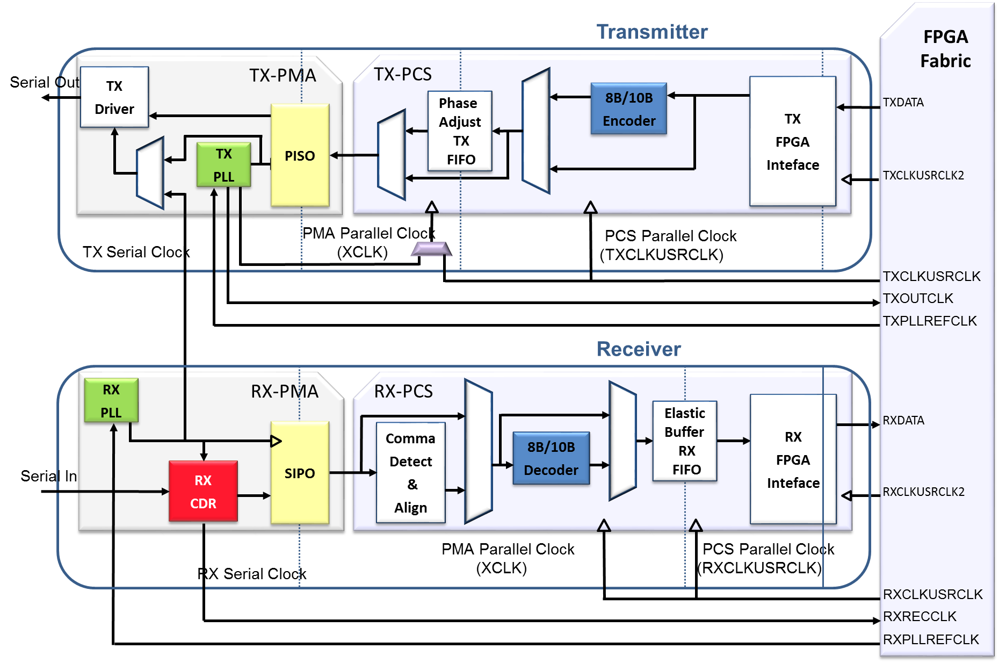 Transmitter
FPGA
Fabric
Serial Out
TX
Driver
TX-PMA
TX
PLL
PISO
TX-PCS
Phase
Adjust
TX
FIFO
8B/10B
Encoder
TX
FPGA
Inteface
TXDATA
TXCLKUSRCLK2
TX Serial Clock
PMA Parallel Clock
(XCLK)
PCS Parallel Clock
(TXCLKUSRCLK)
TXCLKUSRCLK
TXOUTCLK
TXPLLREFCLK
Receiver
RX
PLL
RX-PMA
Serial In
RX
CDR
SIPO
RX-PCS
Comma
Detect
&
Align
8B/10B
Decoder
Elastic
Buffer
RX
FIFO
RX
FPGA
Inteface
RXDATA
RXCLKUSRCLK2
RX Serial Clock
PMA Parallel Clock
(XCLK)
PCS Parallel Clock
(RXCLKUSRCLK)
RXCLKUSRCLK
RXRECCLK
RXPLLREFCLK